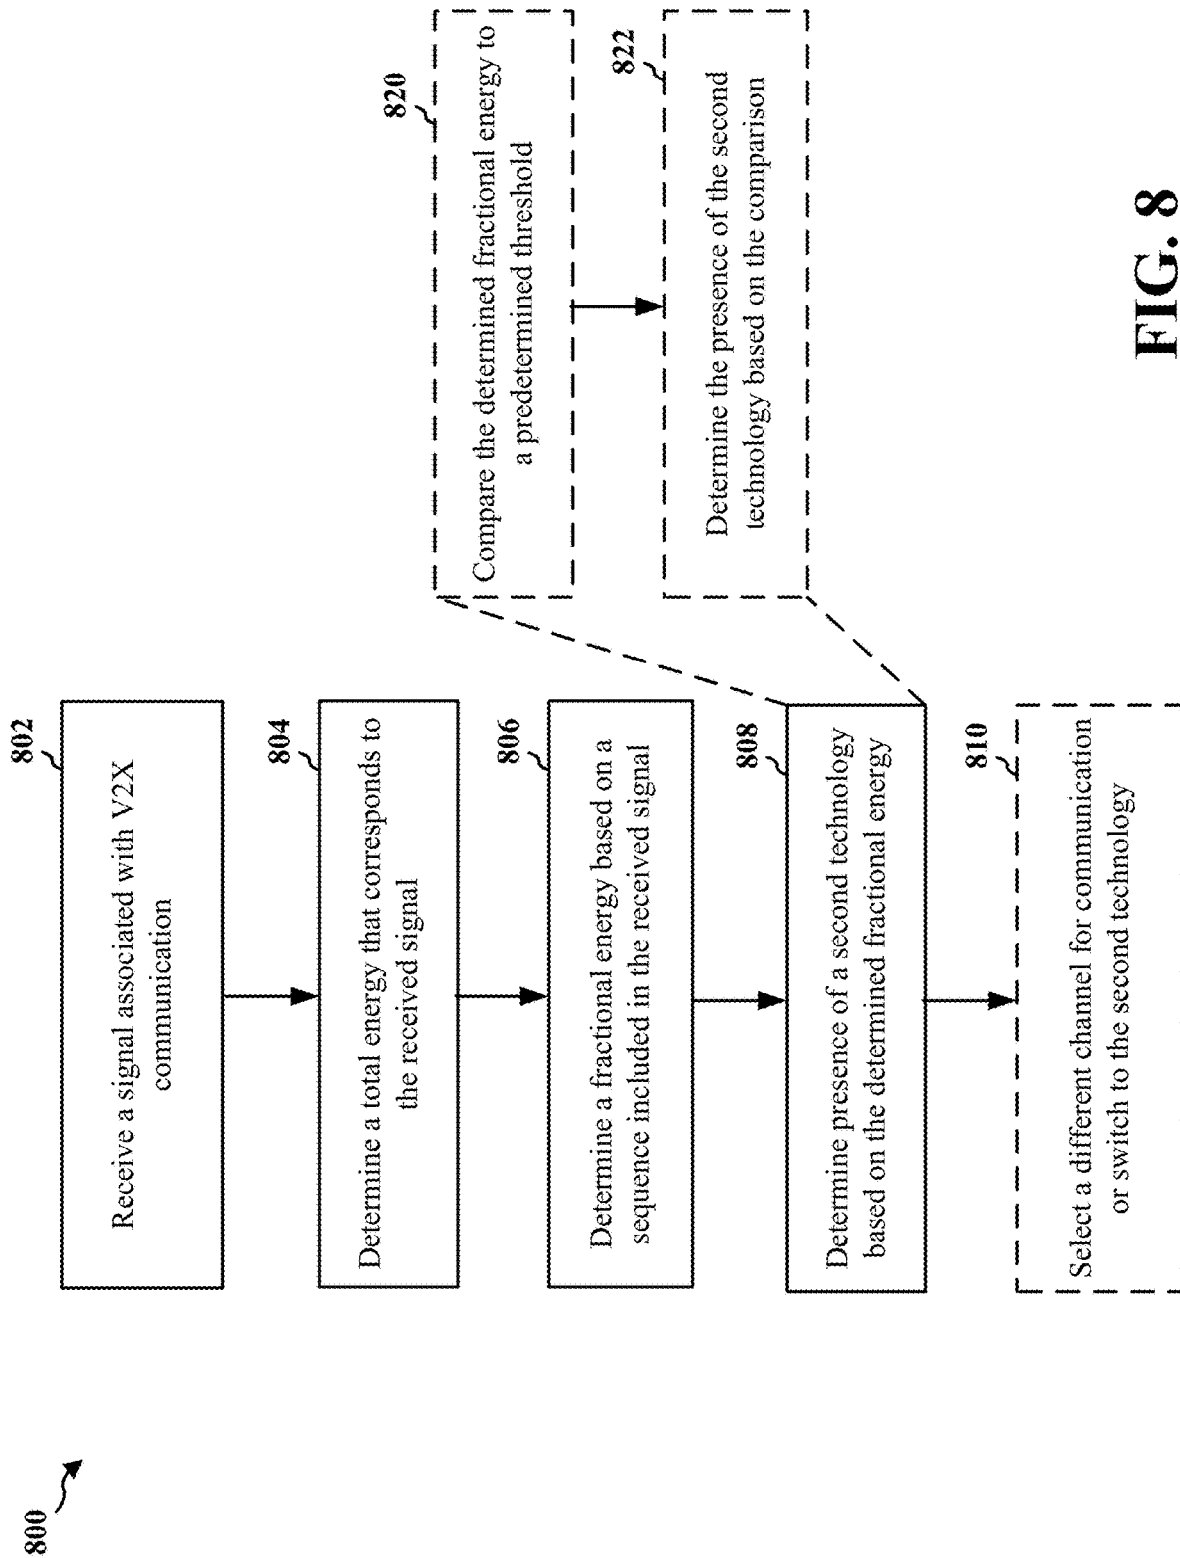 800
802
Receive a signal associated with V2X
communication
804
Determine a total energy that corresponds to
the received signal
806
Determine a fractional energy based on a
sequence included in the received signal
808
Determine presence of a second technology
based on the determined fractional energy
810
Select a different channel for communication
or switch to the second technology
820
Compare the determined fractional energy to
a predetermined threshold
822
Determine the presence of the second
technology based on the comparison
FIG. 8